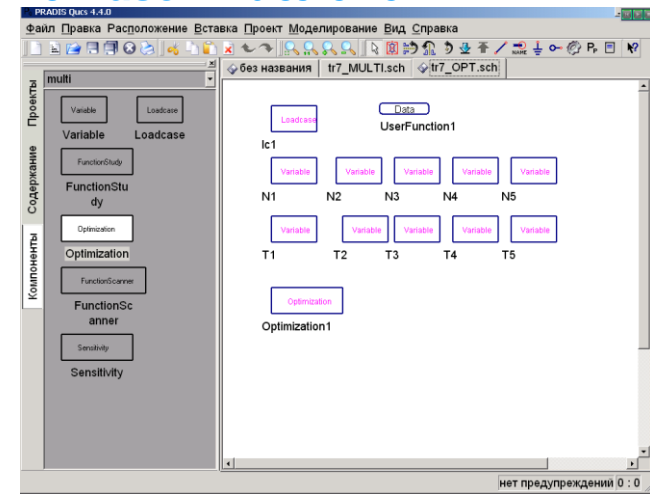 PRADIS Qucs 4.4.0
Файл Правка Расположение Вставка Проект Моделирование Вид Справка
без названия tr7_MULTI.sch tr7_OPT.sch
multi
Проекты
Содержание
Компоненты
Variable Loadcase
Variable Loadcase
FunctionStudy
FunctionStu
dy
Optimization
Optimization
FunctionScanner
FunctionSc
anner
Sensitivity
Sensitivity
Loadcase Data
UserFunction1
lc1
Variable Variable Variable Variable Variable
N1 N2 N3 N4 N5
Variable Variable Variable Variable Variable
T1 T2 T3 T4 T5
Optimization
Optimization1
нет предупреждений 0 : 0